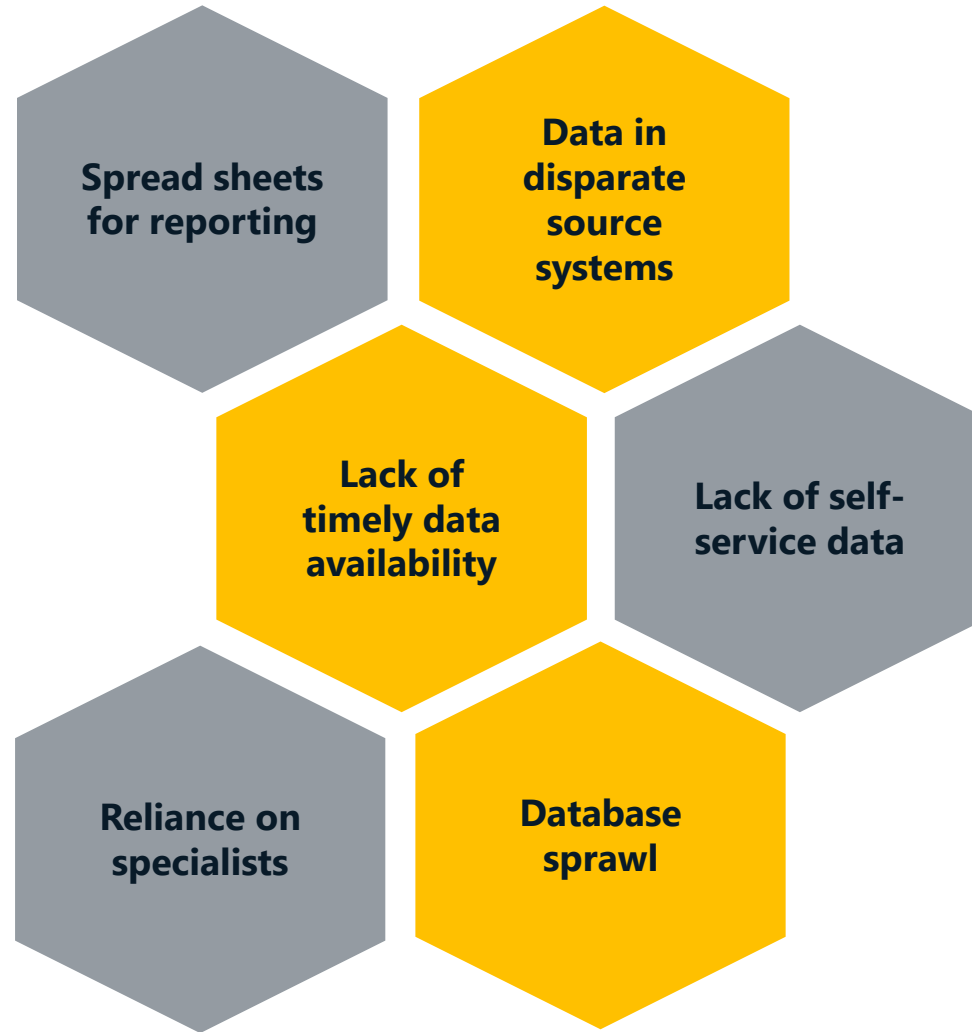 Spread sheets
for reporting
Data in
disparate
source
systems
Lack of
timely data
availability
Lack of self-
service data
Reliance on
specialists
Database
sprawl